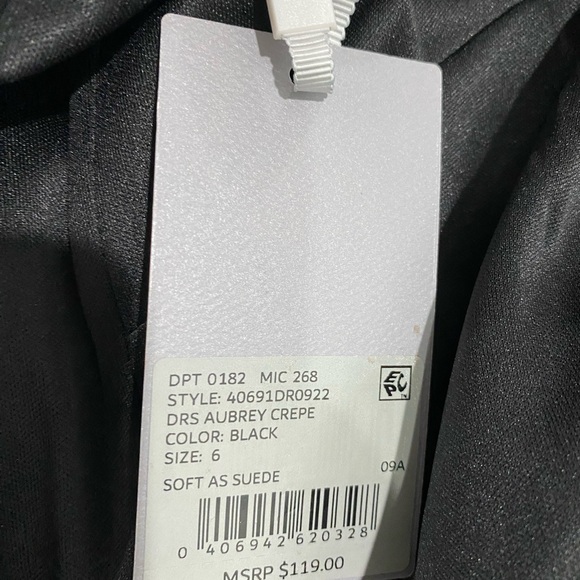 DPT 0182 MIC 268
STYLE: 40691DR0922
DRS AUBREY CREPE
COLOR: BLACK
SIZE: 6
SOFT AS SUEDE
09A
EPC™
0 406942 620328
MSRP $119.00